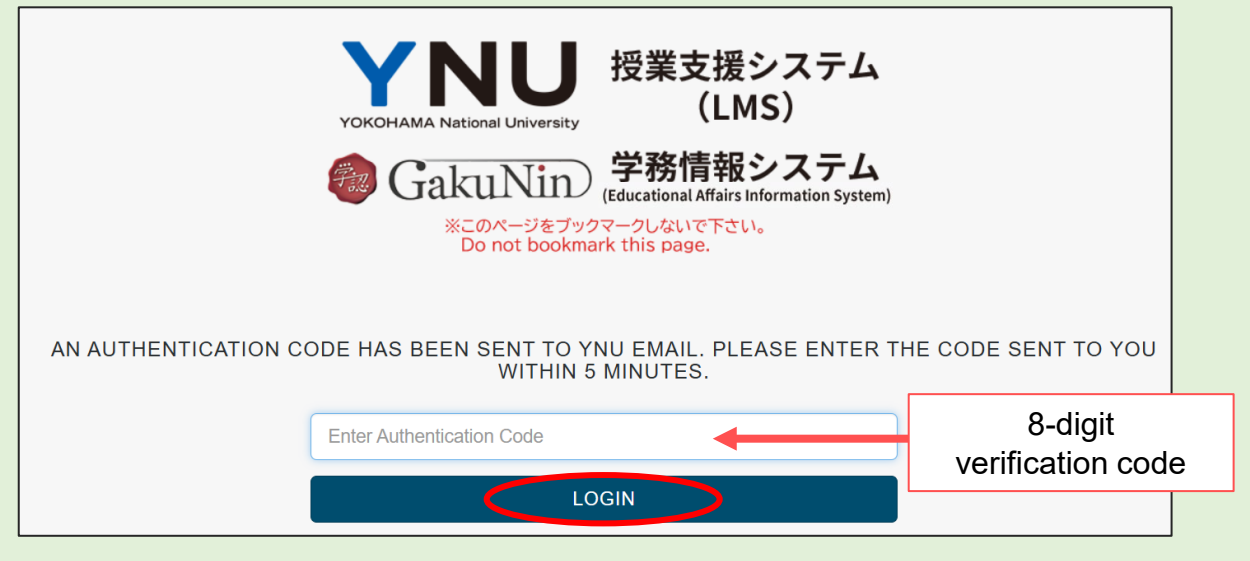 YNU
YOKOHAMA National University
授業支援システム
（LMS）
学認
GakuNin
学務情報システム
(Educational Affairs Information System)
※このページをブックマークしないで下さい。
Do not bookmark this page.
AN AUTHENTICATION CODE HAS BEEN SENT TO YNU EMAIL. PLEASE ENTER THE CODE SENT TO YOU
WITHIN 5 MINUTES.
Enter Authentication Code
8-digit
verification code
LOGIN